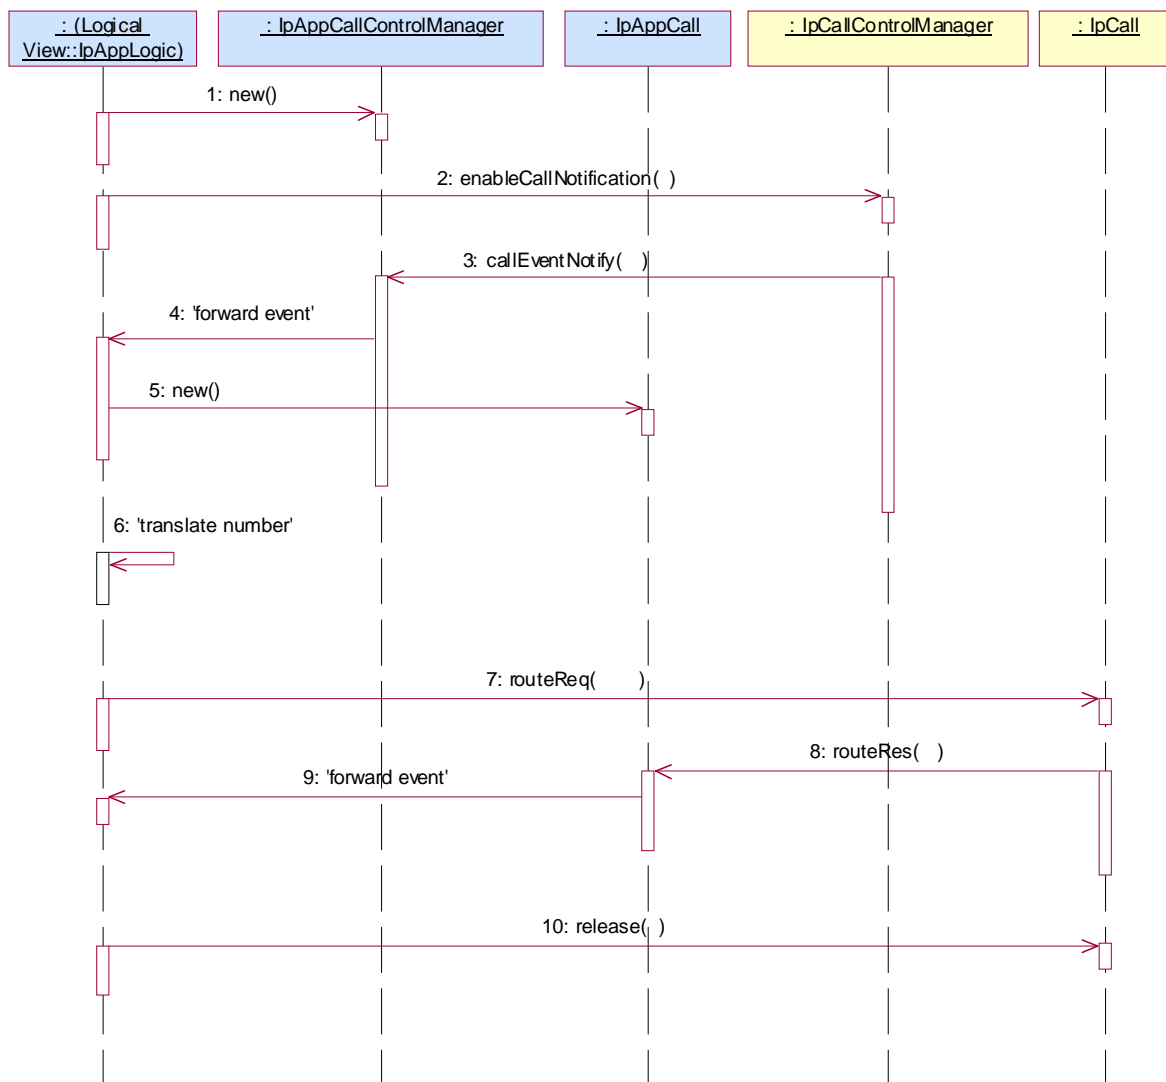 : (Logical
View::IpAppLogic)
: IpAppCallControlManager
: IpAppCall
: IpCallControlManager
: IpCall
1: new()
2: enableCallNotification( )
3: callEventNotify( )
4: 'forward event'
5: new()
6: 'translate number'
7: routeReq( )
8: routeRes( )
9: 'forward event'
10: release( )